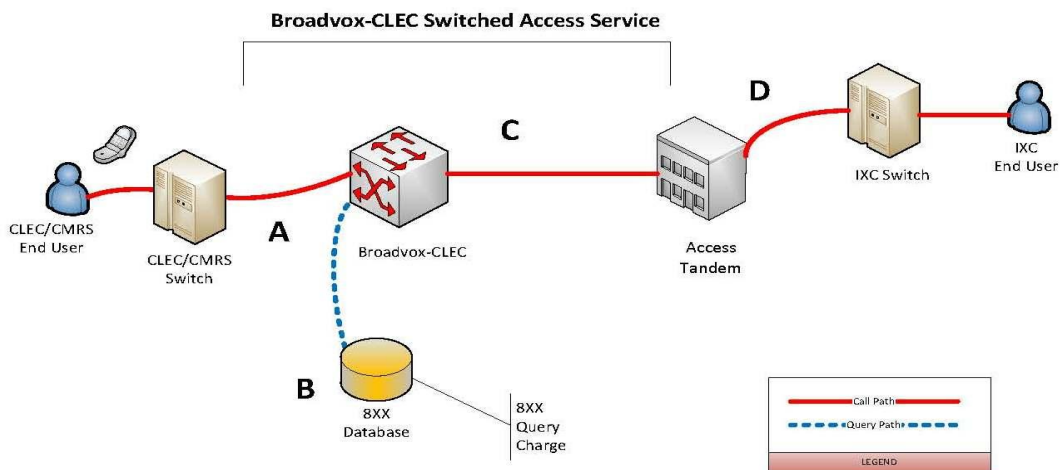 Broadvox-CLEC Switched Access Service
D
C
CLEC/CMRS
End User
CLEC/CMRS
Switch
A
Broadvox-CLEC
Access
Tandem
IXC Switch
IXC
End User
B
8XX
Database
8XX
Query
Charge
Call Path
Query Path
LEGEND